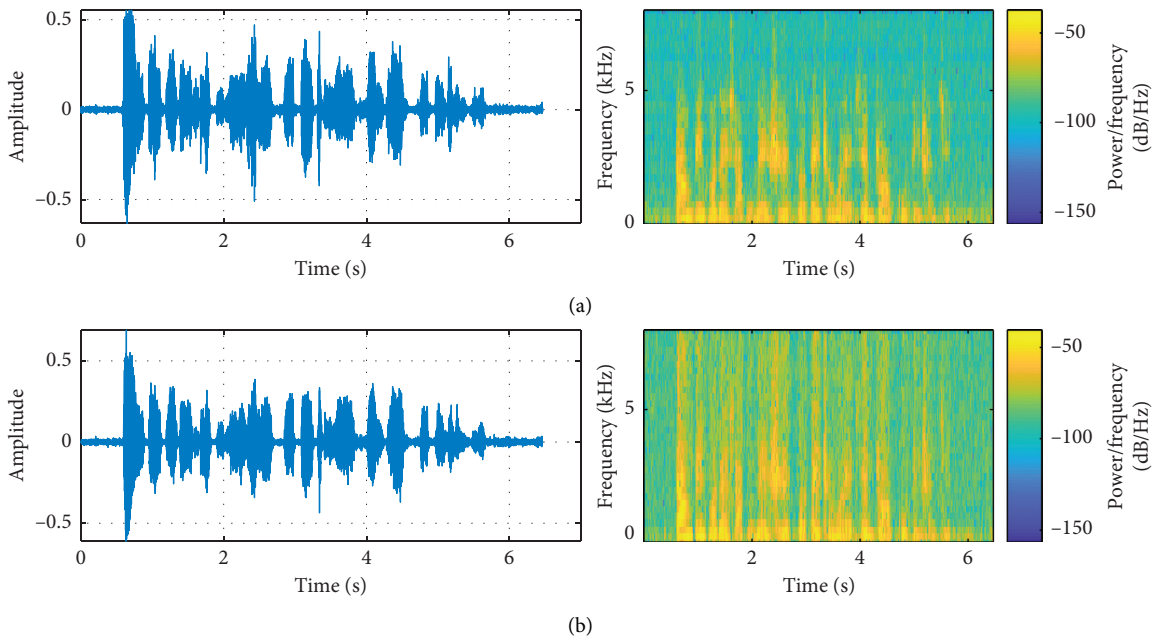 0.5
0
−0.5
Amplitude
0
2
4
6
Time (s)
5
0
Frequency (kHz)
2
4
6
Time (s)
−50
−100
−150
Power/frequency
(dB/Hz)
(a)
0.5
0
−0.5
Amplitude
0
2
4
6
Time (s)
5
0
Frequency (kHz)
2
4
6
Time (s)
−50
−100
−150
Power/frequency
(dB/Hz)
(b)